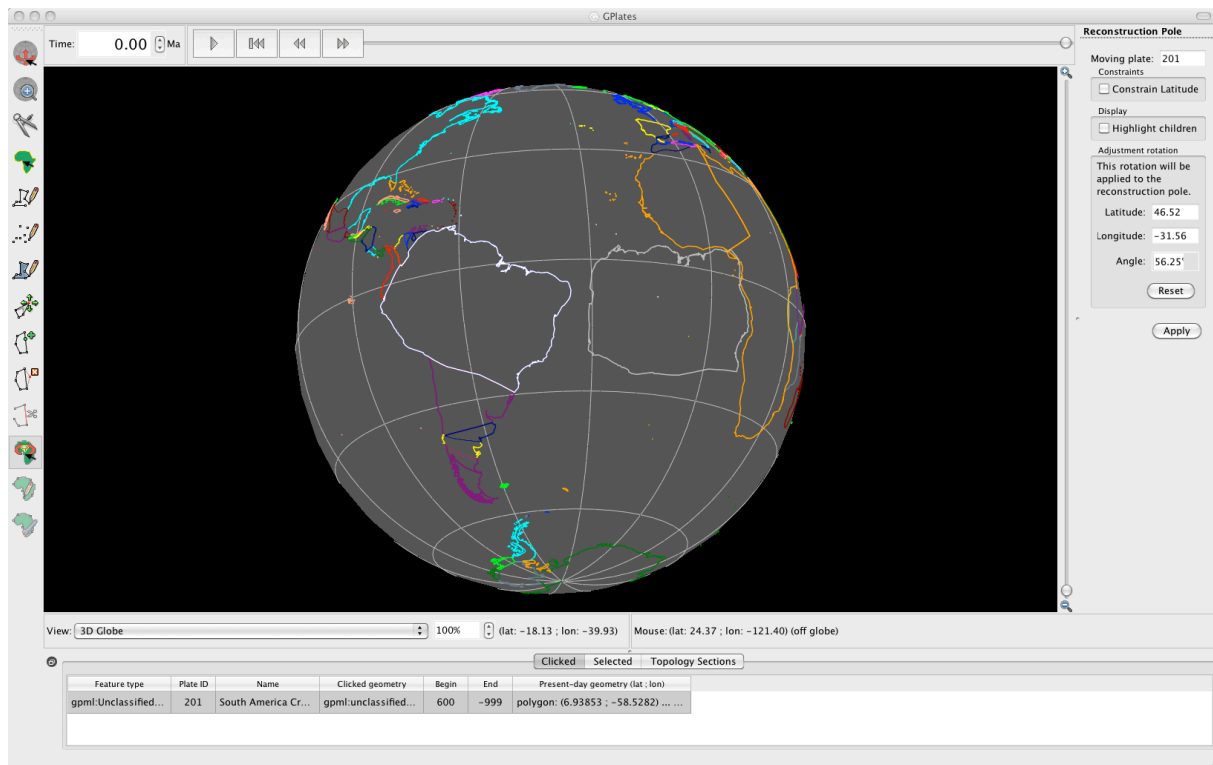 GPlates
Time: 0.00 Ma
Reconstruction Pole
Moving plate: 201
Constraints
Constrain Latitude
Display
Highlight children
Adjustment rotation
This rotation will be
applied to the
reconstruction pole.
Latitude: 46.52
Longitude: -31.56
Angle: 56.25°
Reset
Apply
View: 3D Globe 100% (lat: -18.13 ; lon: -39.93) Mouse: (lat: 24.37 ; lon: -121.40) (off globe)
Clicked Selected Topology Sections
Feature type Plate ID Name Clicked geometry Begin End Present-day geometry (lat ; lon)
gpml:Unclassified... 201 South America Cr... gpml:unclassified... 600 -999 polygon: (6.93853 ; -58.5282) ... ...